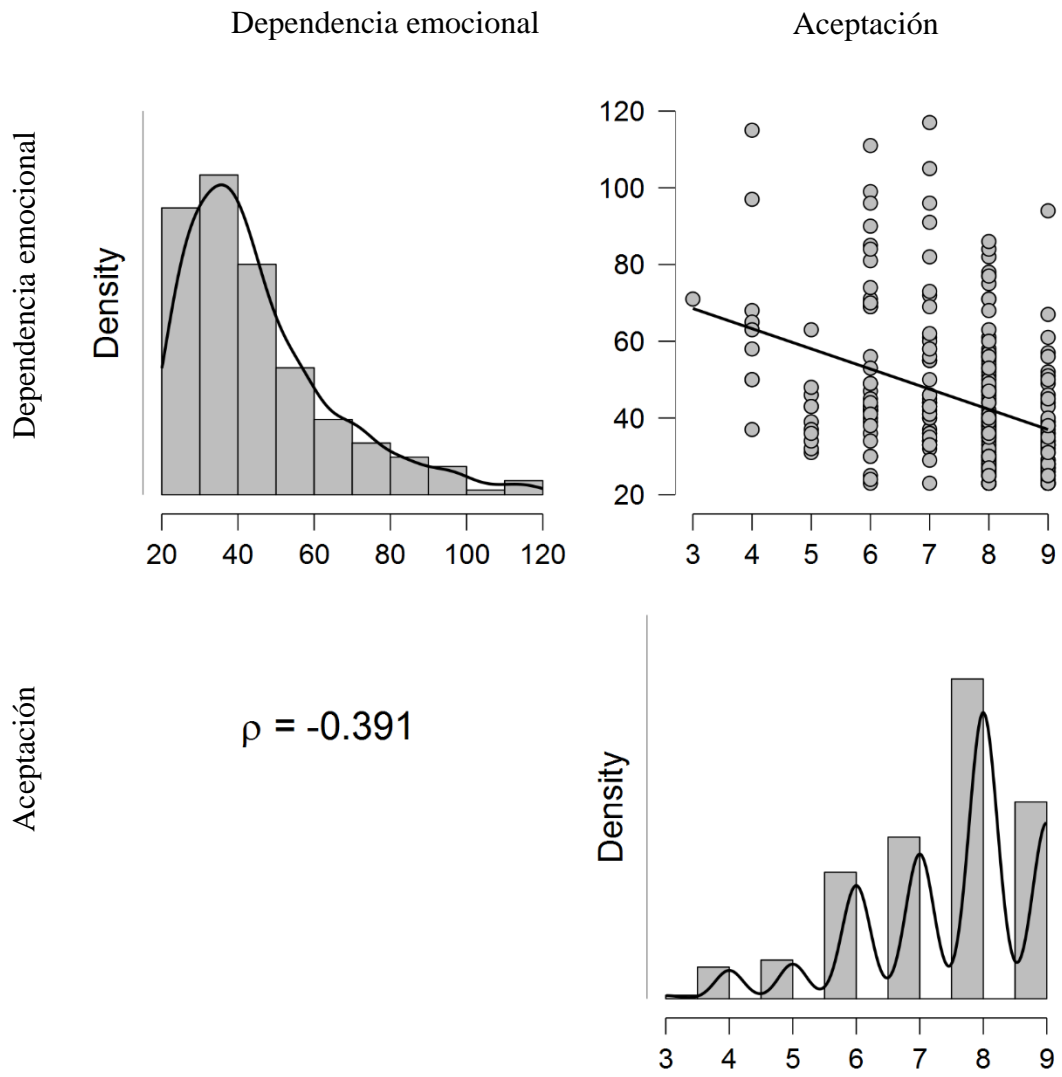 Dependencia emocional
Aceptación
Dependencia emocional
Density
20 40 60 80 100 120
120
100
80
60
40
20
3 4 5 6 7 8 9
Aceptación
ρ = -0.391
Density
3 4 5 6 7 8 9